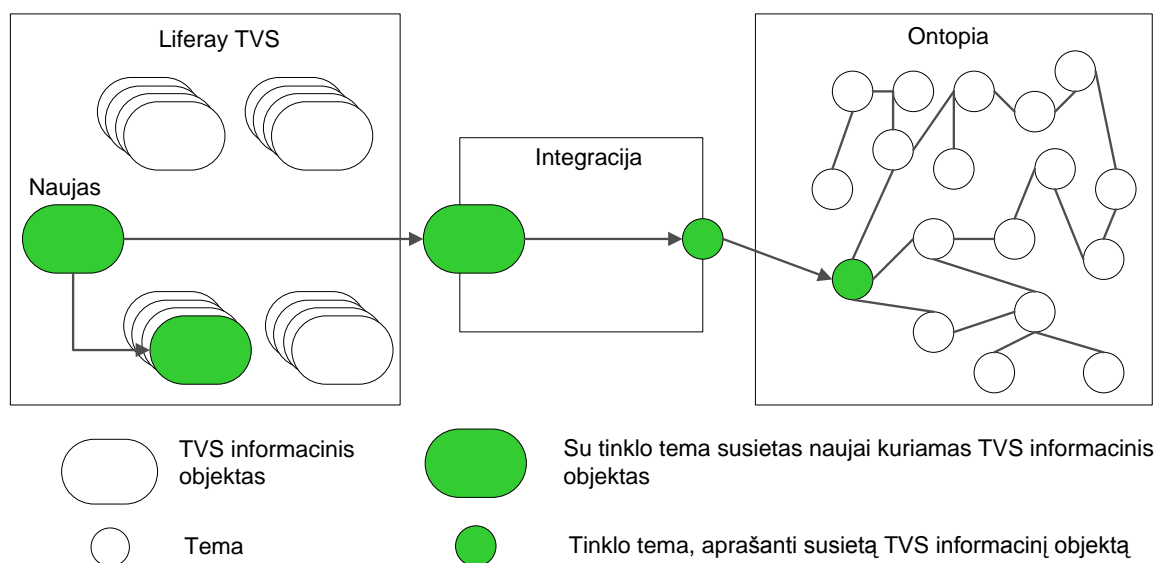 Liferay TVS
Ontopia
Integracija
Naujas
TVS informacinis
objektas
Su tinklo tema susietas naujai kuriamas TVS informacinis
objektas
Tema
Tinklo tema, aprašanti susietą TVS informacinį objektą